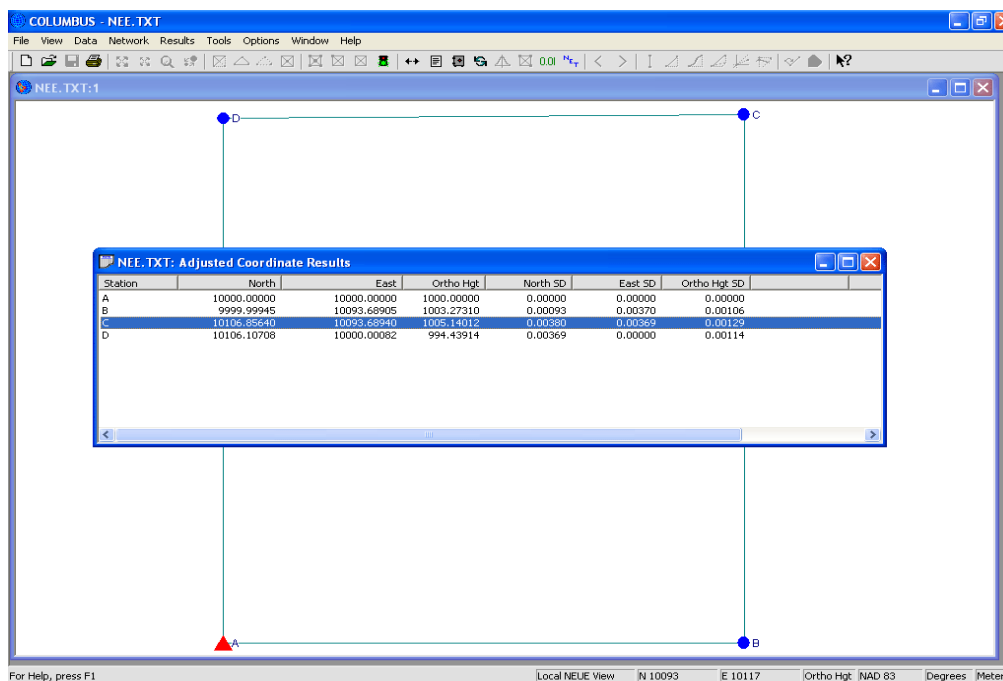 COLUMBUS - NEE.TXT
File View Data Network Results Tools Options Window Help
0.01 NET
NEE.TXT:1
D
C
NEE.TXT: Adjusted Coordinate Results
Station North East Ortho Hgt North SD East SD Ortho Hgt SD
A 10000.00000 10000.00000 1000.00000 0.00000 0.00000 0.00000
B 9999.99945 10093.68905 1003.27310 0.00093 0.00370 0.00106
C 10106.85640 10093.68940 1005.14012 0.00380 0.00369 0.00129
D 10106.10708 10000.00082 994.43914 0.00369 0.00000 0.00114
A
B
For Help, press F1 Local NEUE View N 10093 E 10117 Ortho Hgt NAD 83 Degrees Meter